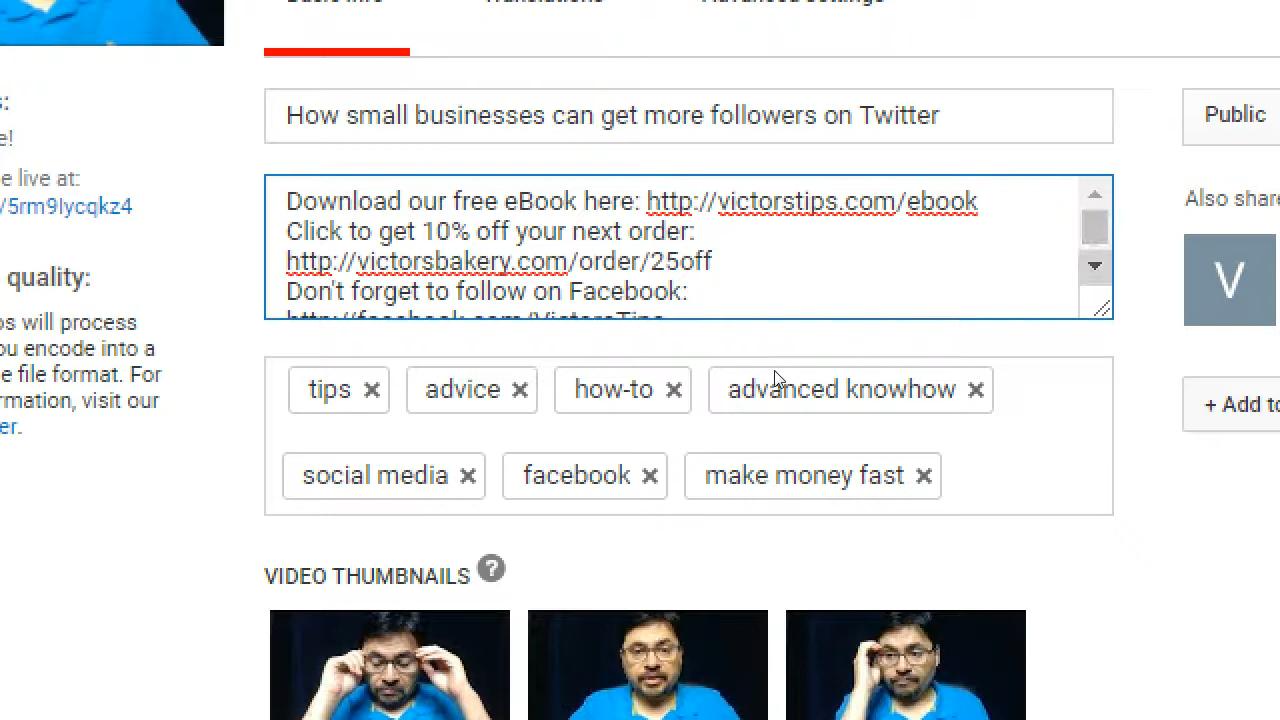 Basic info Translations Advanced settings
s:
e!
e live at:
/5rm9lycqkz4
quality:
os will process
ou encode into a
e file format. For
rmation, visit our
er.
How small businesses can get more followers on Twitter
Download our free eBook here: http://victorstips.com/ebook
Click to get 10% off your next order:
http://victorsbakery.com/order/25off
Don't forget to follow on Facebook:
http://facebook.com/VictorsTips
tips advice how-to advanced knowhow
social media facebook make money fast
VIDEO THUMBNAILS ?
Public
Also share
V
+ Add to